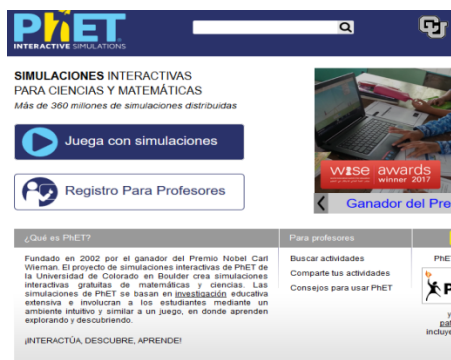 PhET
INTERACTIVE SIMULATIONS
SIMULACIONES INTERACTIVAS
PARA CIENCIAS Y MATEMÁTICAS
Más de 360 millones de simulaciones distribuidas
Juega con simulaciones
Registro Para Profesores
wise awards
winner 2017
Ganador del Pre
¿Qué es PhET?
Fundado en 2002 por el ganador del Premio Nobel Carl
Wieman. El proyecto de simulaciones interactivas de PhET de
la Universidad de Colorado en Boulder crea simulaciones
interactivas gratuitas de matemáticas y ciencias. Las
simulaciones de PhET se basan en investigación educativa
extensiva e involucran a los estudiantes mediante un
ambiente intuitivo y similar a un juego, en donde aprenden
explorando y descubriendo.
¡INTERACTÚA, DESCUBRE, APRENDE!
Para profesores
Buscar actividades
Comparte tus actividades
Consejos para usar PhET
PhE
P
y
pat
incluye